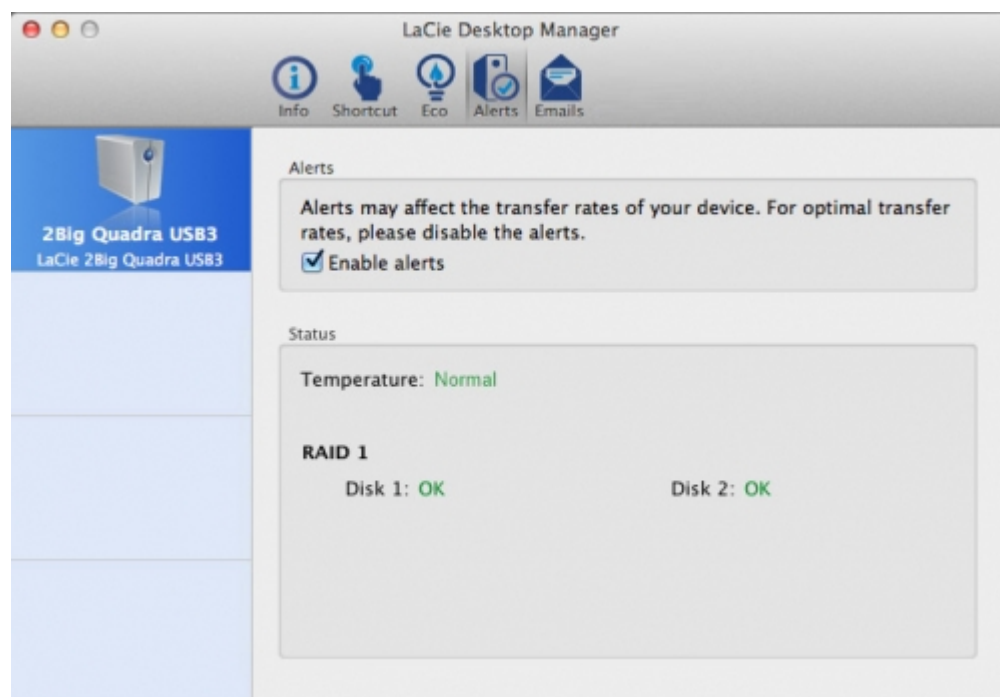 LaCie Desktop Manager
Info Shortcut Eco Alerts Emails
2Big Quadra USB3
LaCie 2Big Quadra USB3
Alerts
Alerts may affect the transfer rates of your device. For optimal transfer
rates, please disable the alerts.
Enable alerts
Status
Temperature: Normal
RAID 1
Disk 1: OK Disk 2: OK